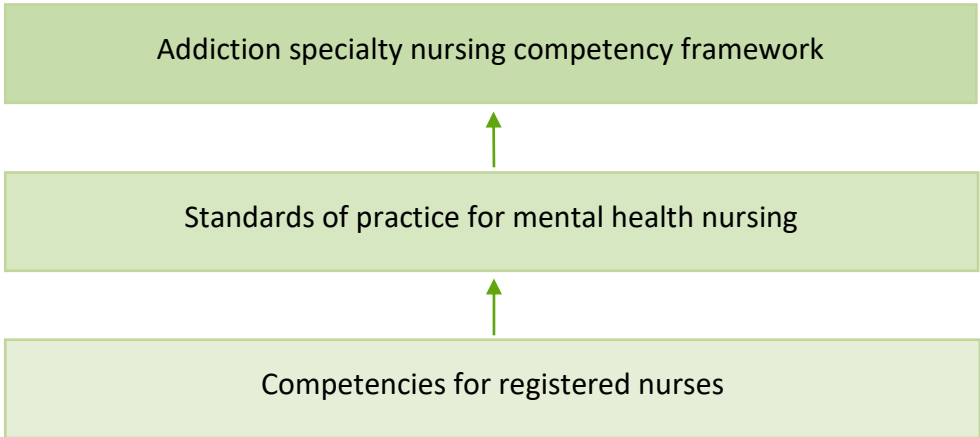 Addiction specialty nursing competency framework
Standards of practice for mental health nursing
Competencies for registered nurses